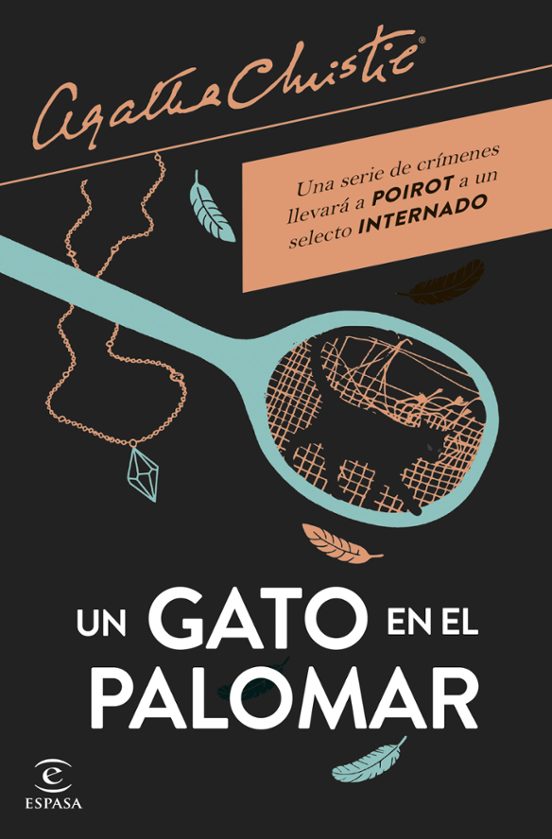 Agatha Christie®
Una serie de crímenes
llevará a POIROT a un
selecto INTERNADO
UN GATO EN EL
PALOMAR
e
ESPASA